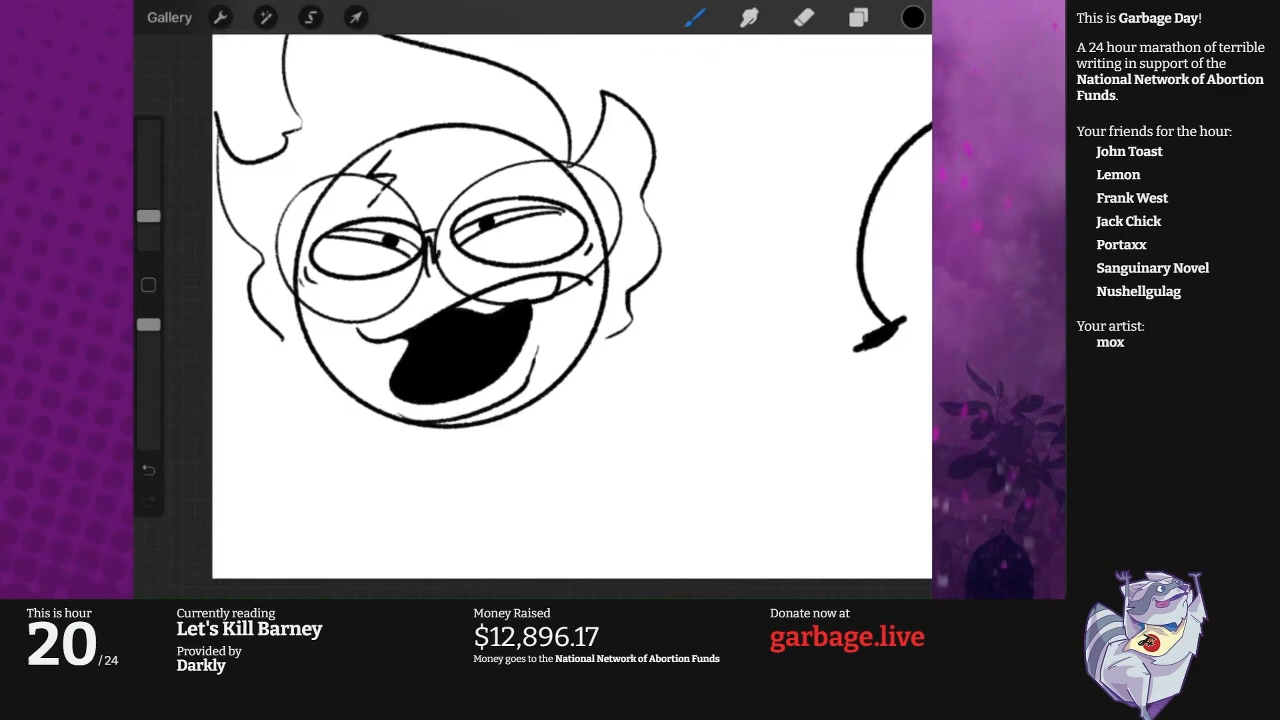 Gallery
This is Garbage Day!
A 24 hour marathon of terrible
writing in support of the
National Network of Abortion
Funds.
Your friends for the hour:
John Toast
Lemon
Frank West
Jack Chick
Portaxx
Sanguinary Novel
Nushellgulag
Your artist:
mox
This is hour
20/24
Currently reading
Let's Kill Barney
Provided by
Darkly
Money Raised
$12,896.17
Money goes to the National Network of Abortion Funds
Donate now at
garbage.live